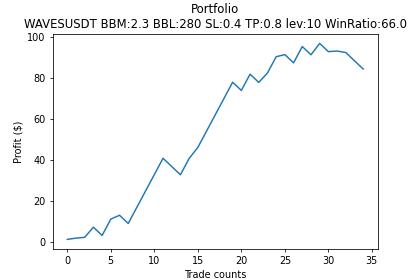 Portfolio
WAVESUSDT BBM:2.3 BBL:280 SL:0.4 TP:0.8 lev:10 WinRatio:66.0
100
80
60
40
20
0
Profit ($)
0 5 10 15 20 25 30 35
Trade counts